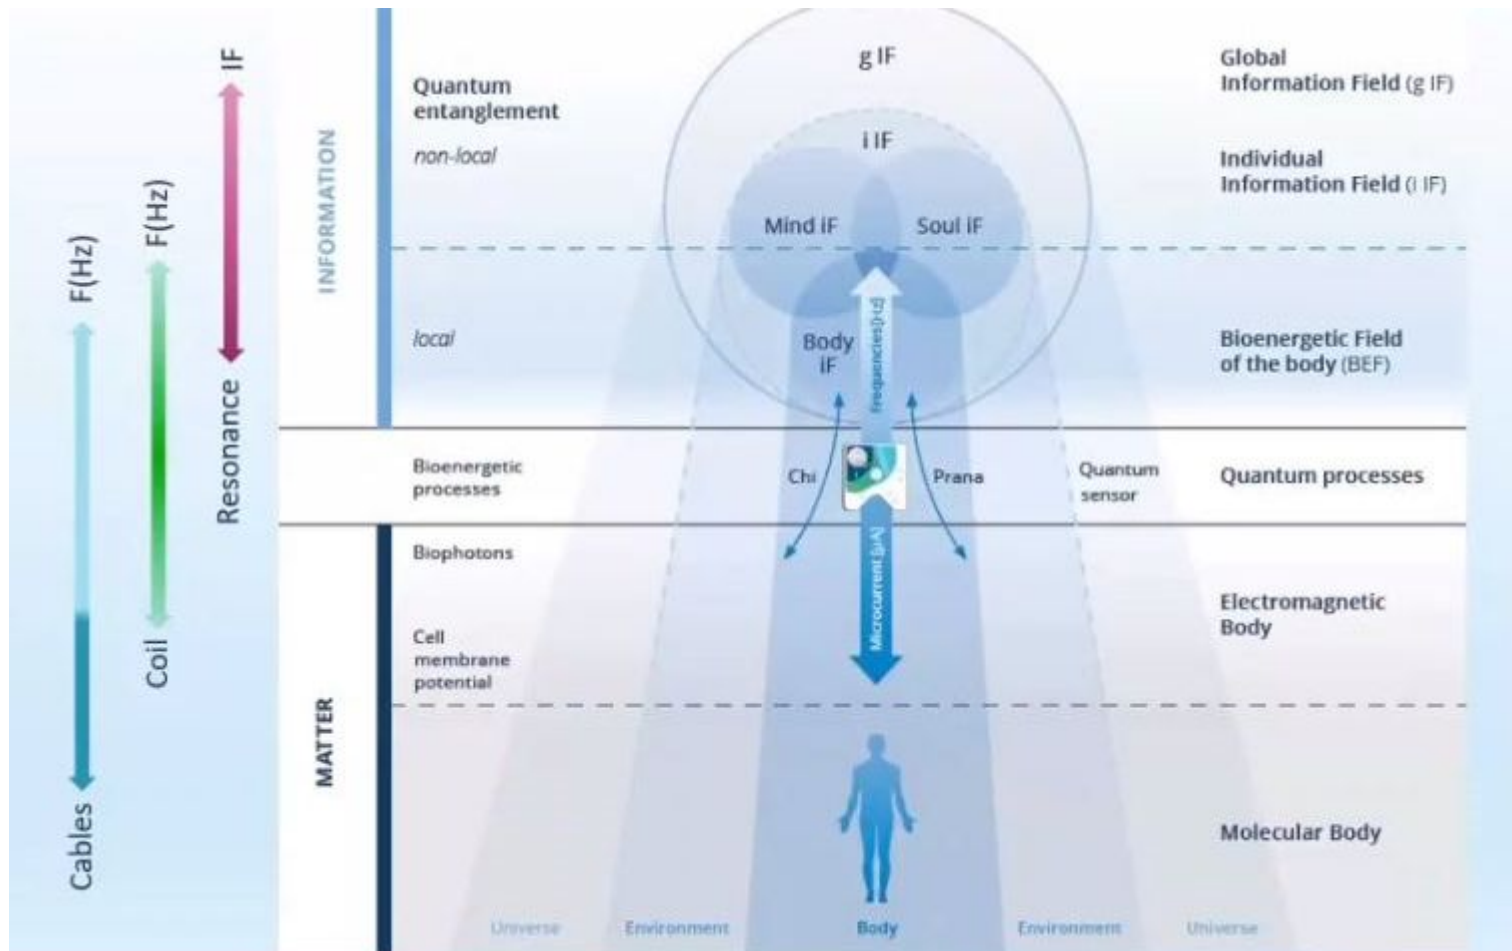 IF
F(Hz)
F(Hz)
Resonance
Coil
Cables
INFORMATION
MATTER
Quantum
entanglement
non-local
local
Bioenergetic
processes
Biophotons
Cell
membrane
potential
g IF
i IF
Mind iF
Soul iF
Body
iF
frequencies[Hz]
Chi
Prana
Microcurrent [µA]
Quantum
sensor
Global
Information Field (g IF)
Individual
Information Field (i IF)
Bioenergetic Field
of the body (BEF)
Quantum processes
Electromagnetic
Body
Molecular Body
Universe
Environment
Body
Environment
Universe